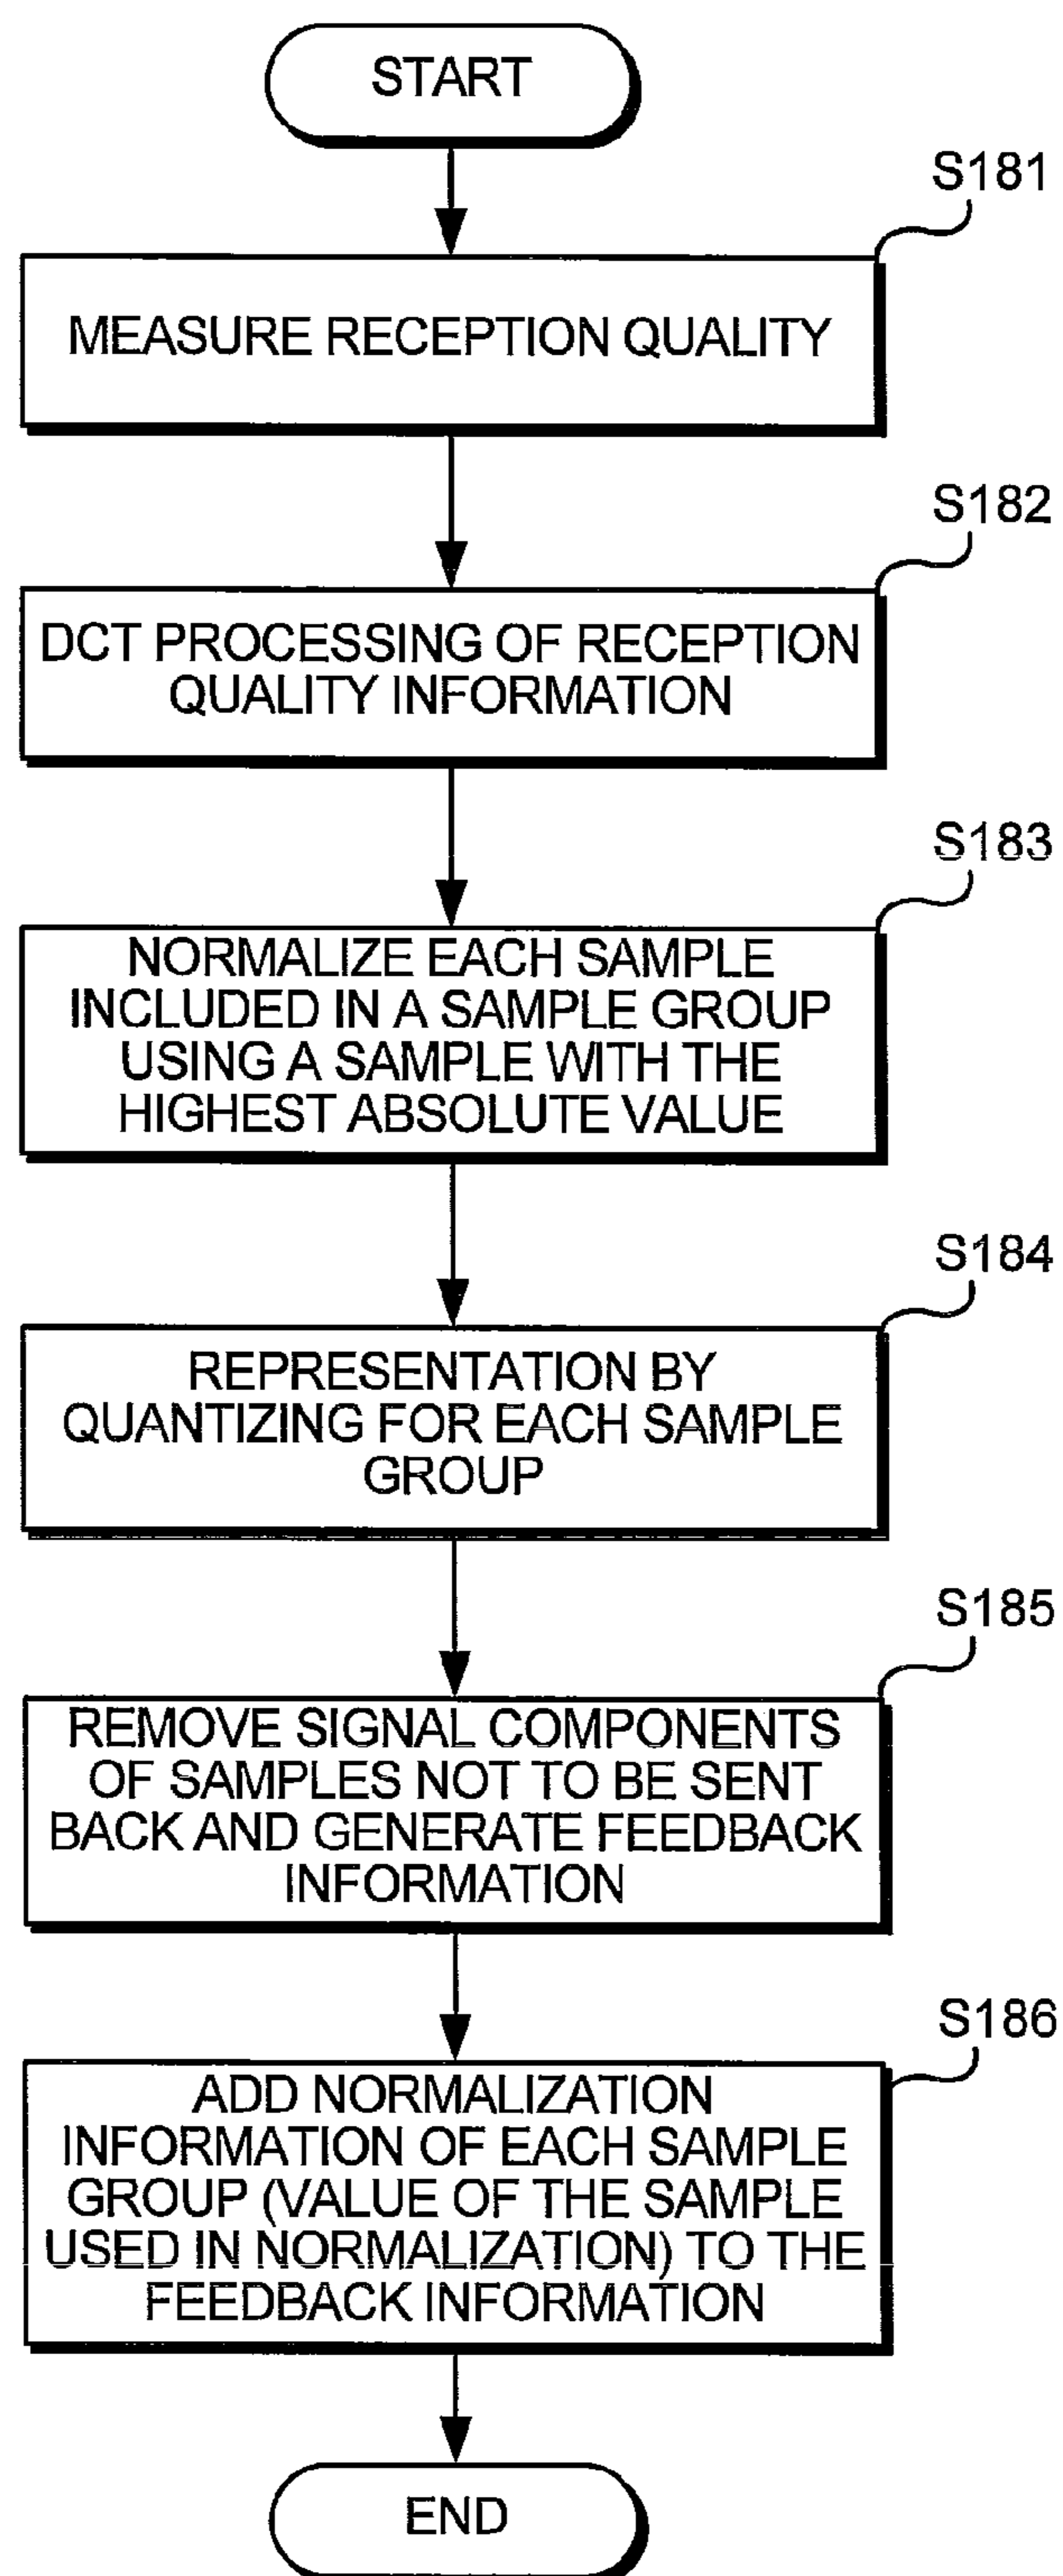 START
S181
MEASURE RECEPTION QUALITY
S182
DCT PROCESSING OF RECEPTION
QUALITY INFORMATION
S183
NORMALIZE EACH SAMPLE
INCLUDED IN A SAMPLE GROUP
USING A SAMPLE WITH THE
HIGHEST ABSOLUTE VALUE
S184
REPRESENTATION BY
QUANTIZING FOR EACH SAMPLE
GROUP
S185
REMOVE SIGNAL COMPONENTS
OF SAMPLES NOT TO BE SENT
BACK AND GENERATE FEEDBACK
INFORMATION
S186
ADD NORMALIZATION
INFORMATION OF EACH SAMPLE
GROUP (VALUE OF THE SAMPLE
USED IN NORMALIZATION) TO THE
FEEDBACK INFORMATION
END